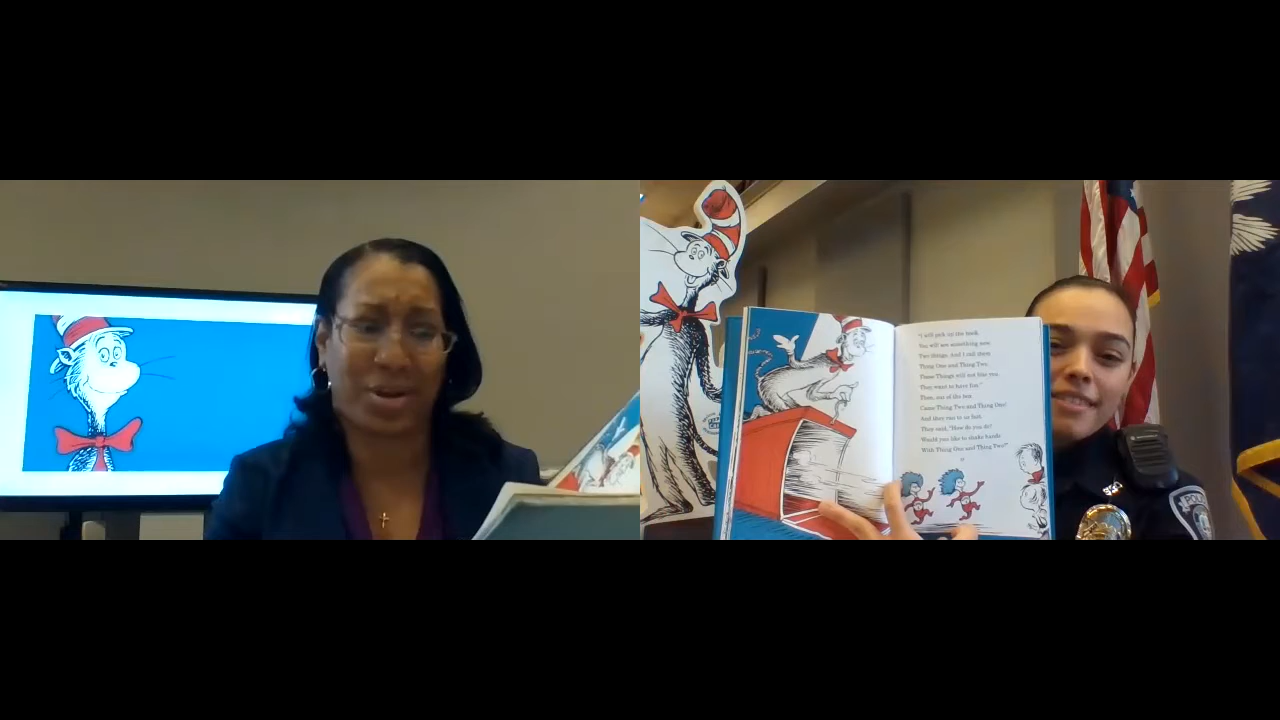 "I will pick up the hook.
You will see something new.
Two things. And I call them
Thing One and Thing Two.
These Things will not bite you.
They want to have fun."
Then, out of the box
Came Thing Two and Thing One!
And they ran to us fast.
They said, "How do you do?
Would you like to shake hands
With Thing One and Thing Two?"
POLICE